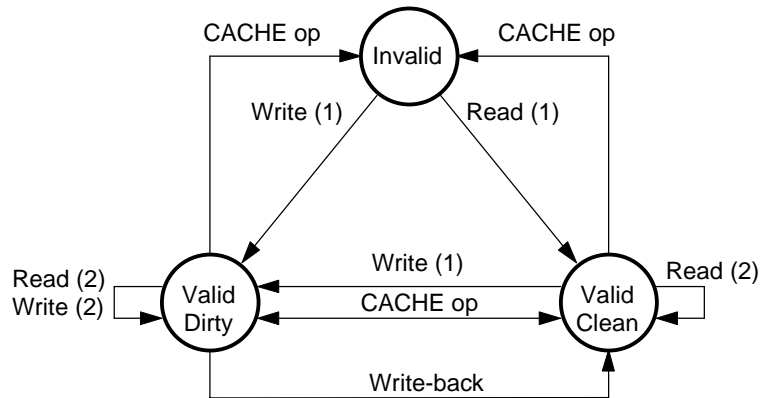 CACHE op
Invalid
CACHE op
Write (1)
Read (1)
Read (2)
Write (2)
Valid
Dirty
Write (1)
CACHE op
Valid
Clean
Read (2)
Write-back